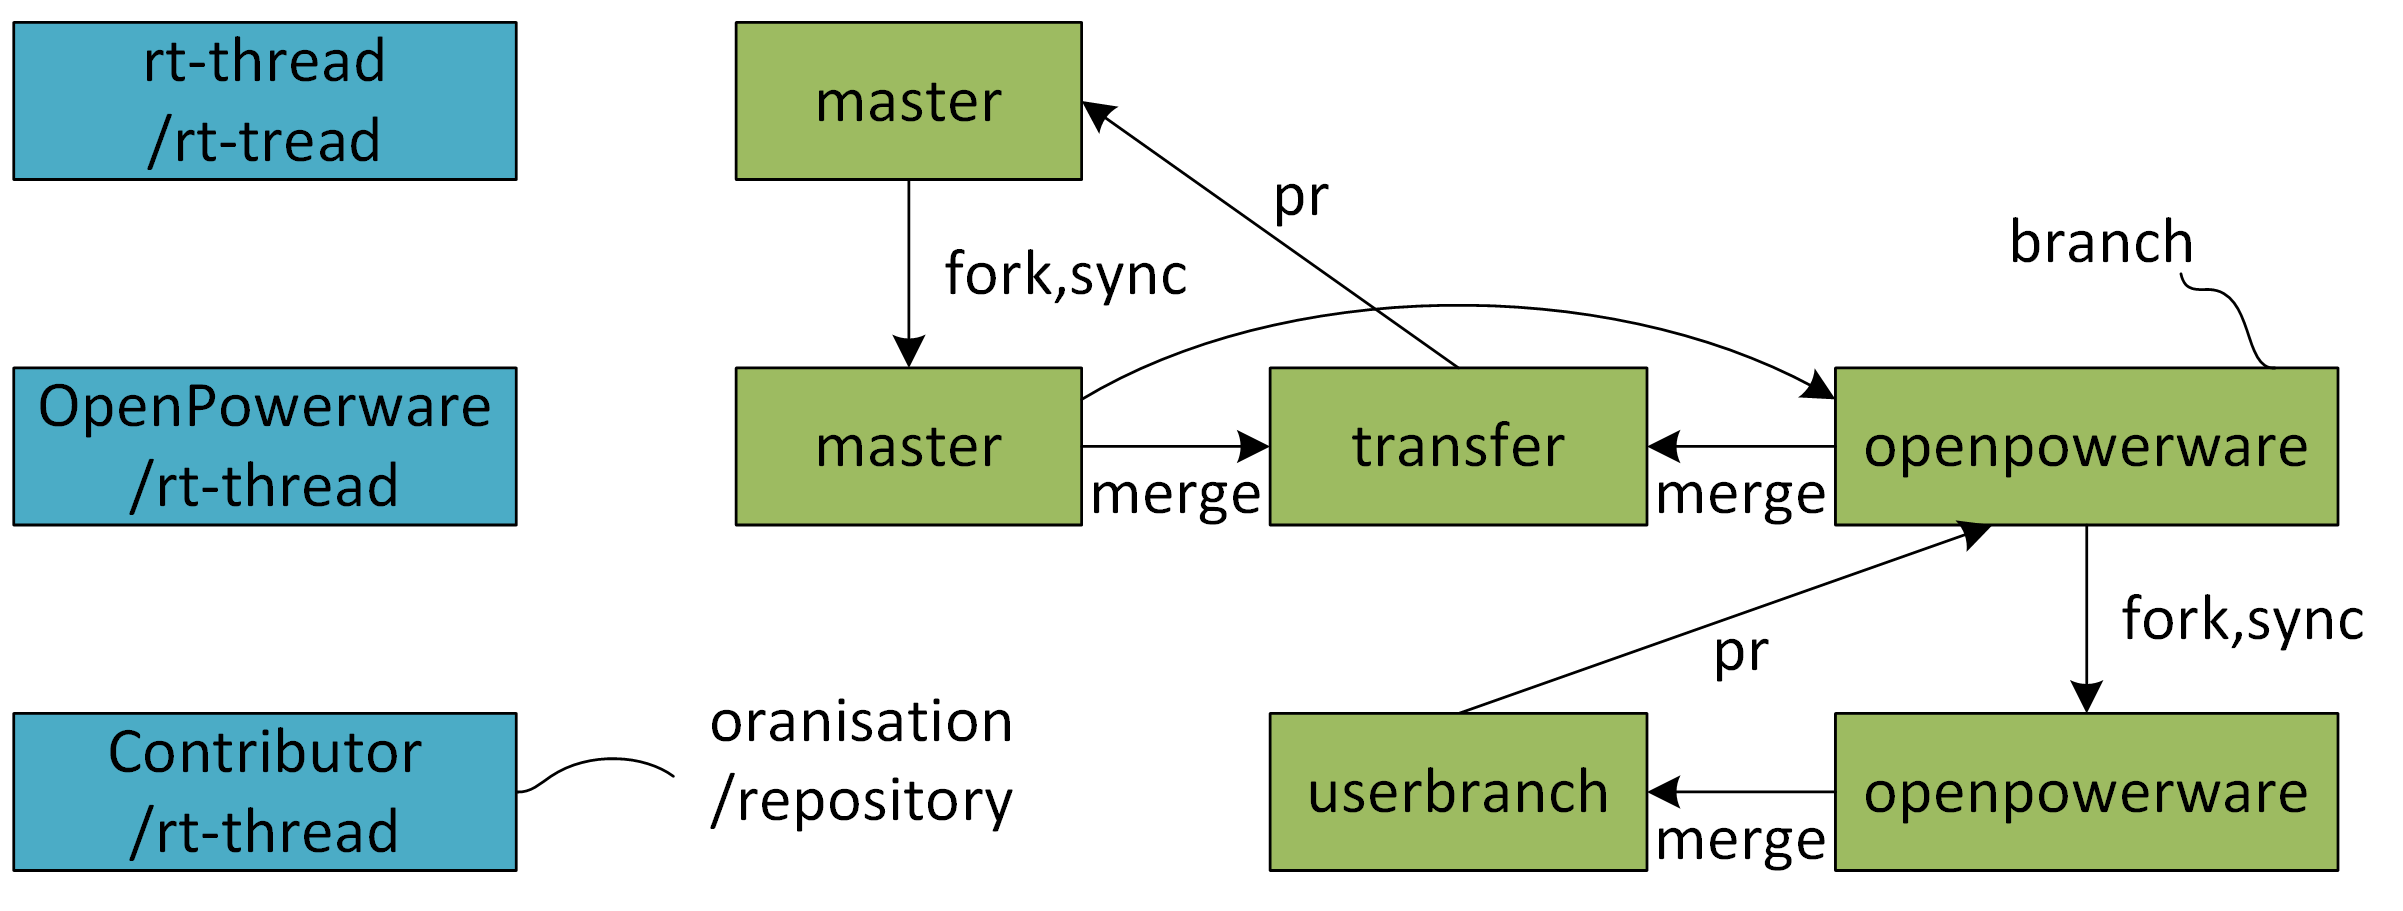 rt-thread
/rt-tread
master
pr
fork,sync
branch
OpenPowerware
/rt-thread
master
merge
transfer
merge
openpowerware
fork,sync
pr
Contributor
/rt-thread
oranisation
/repository
userbranch
merge
openpowerware